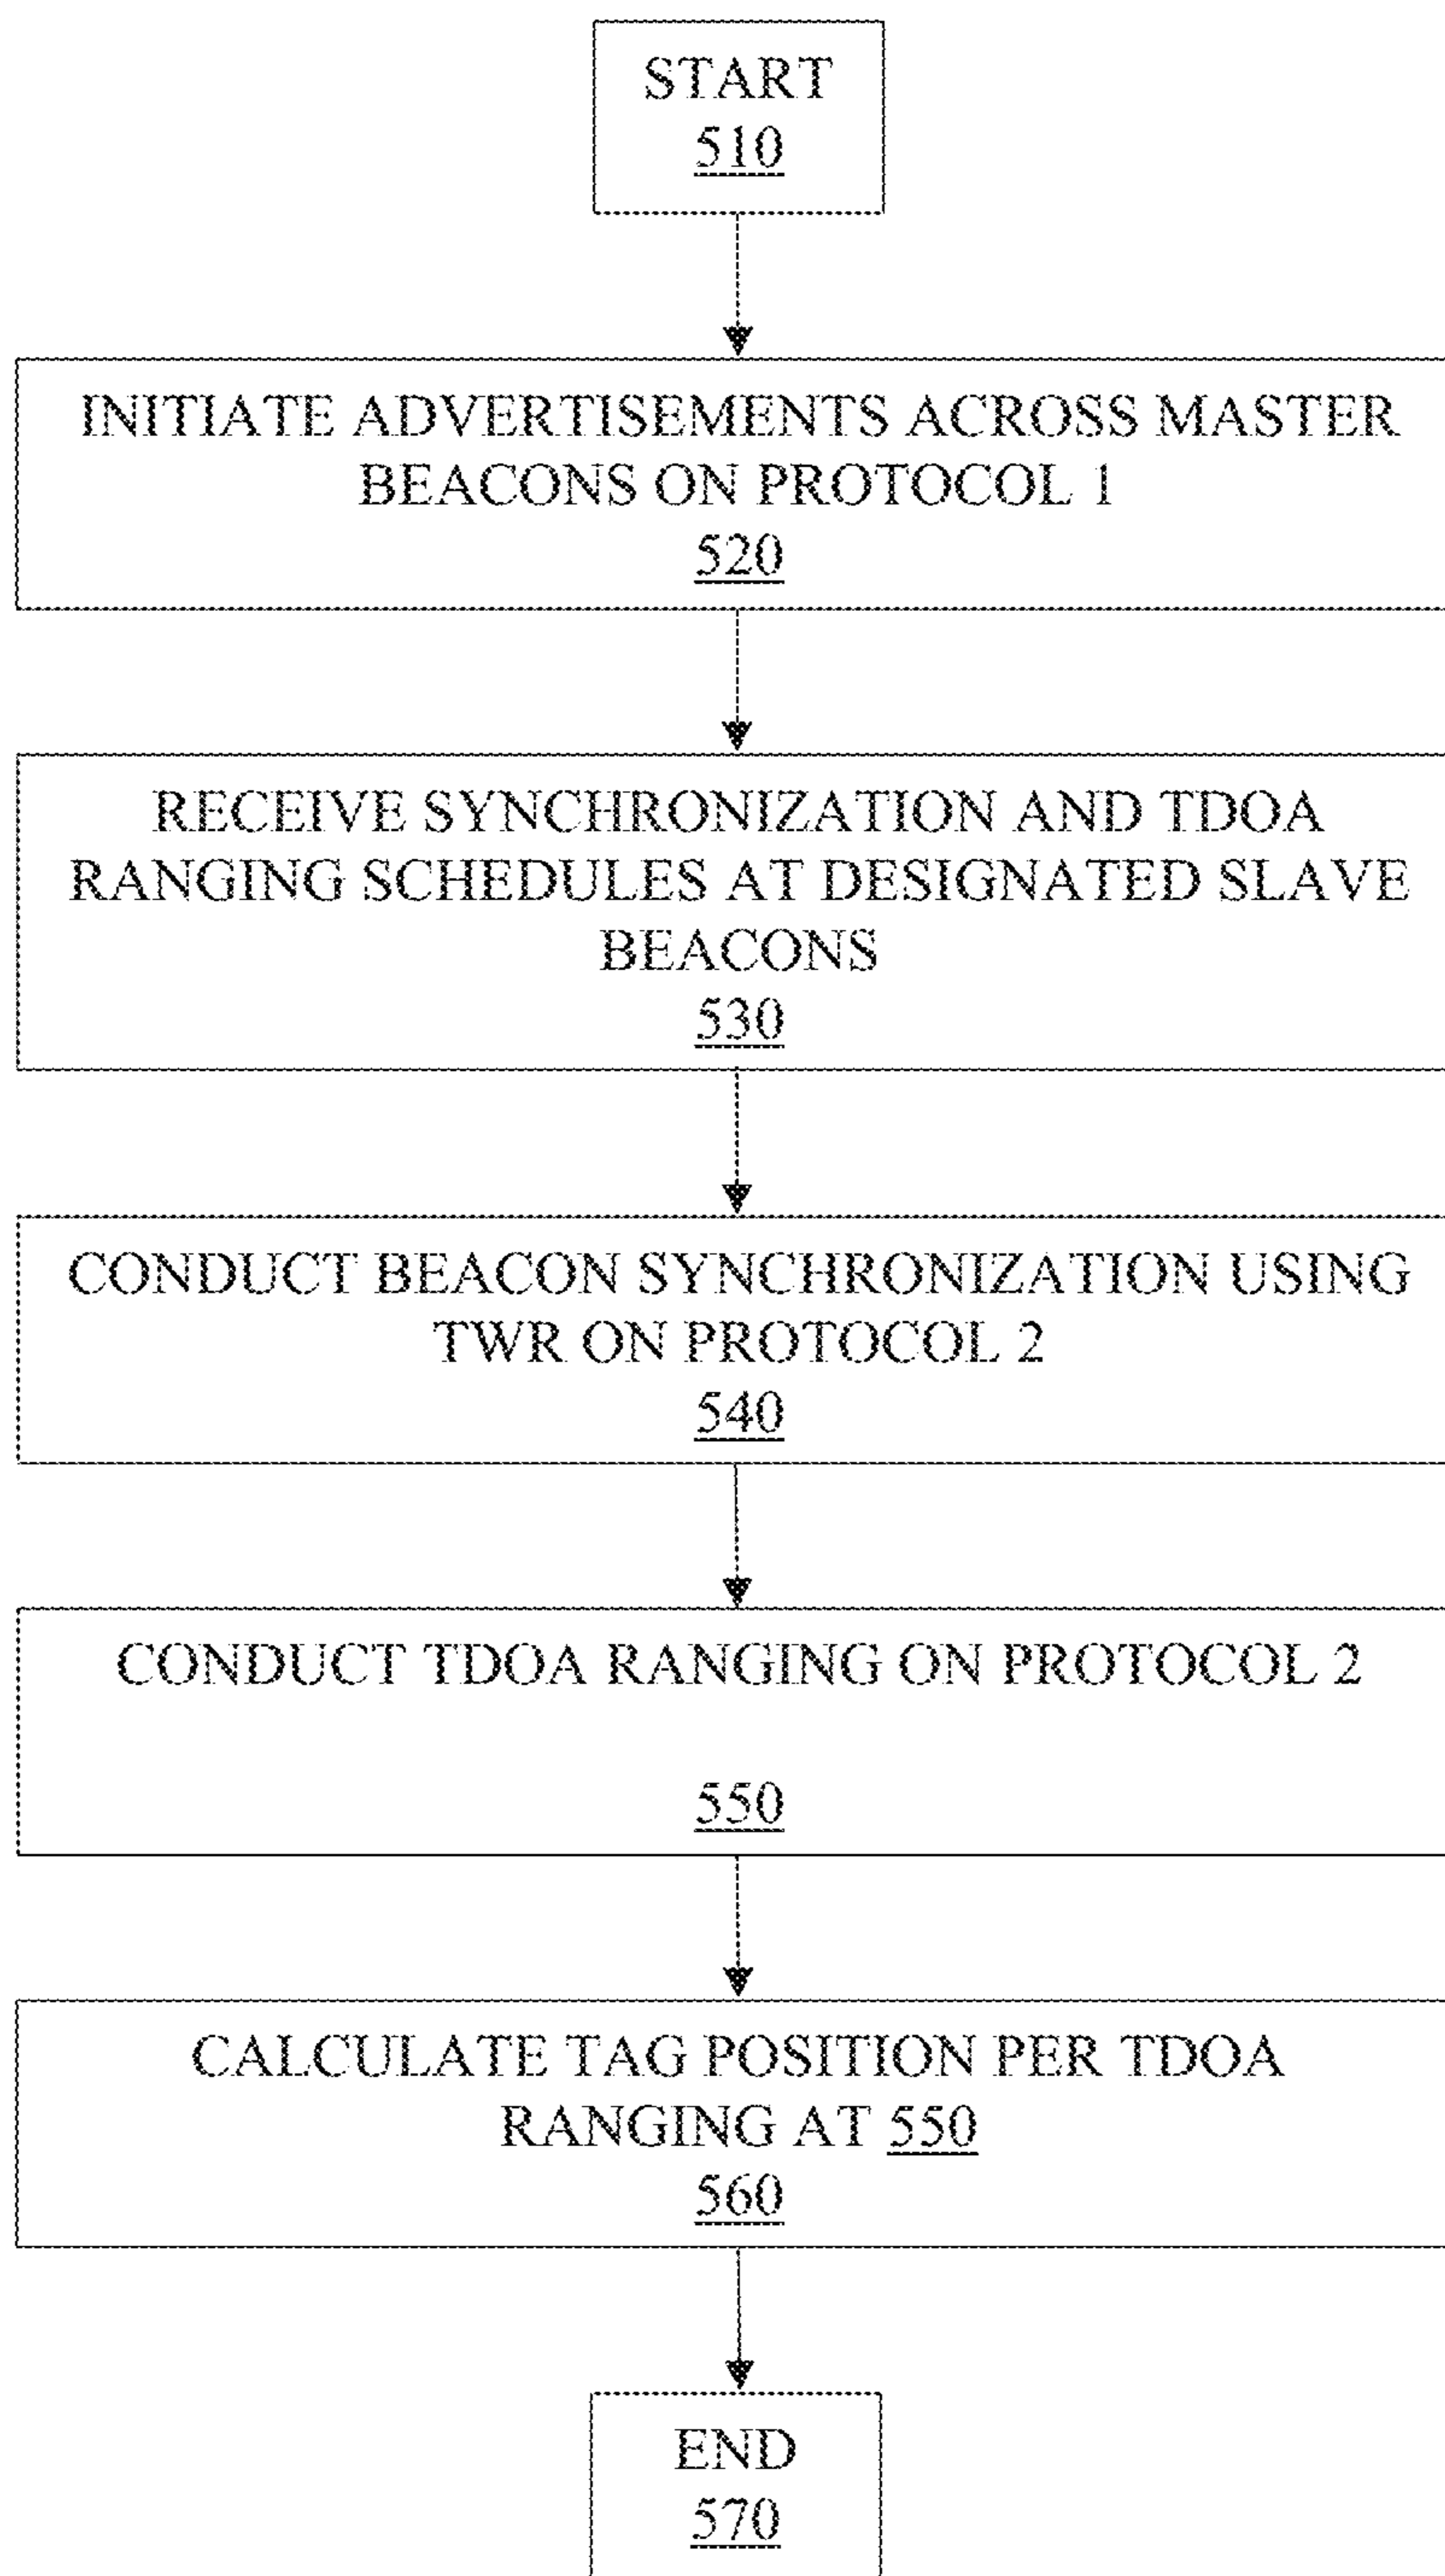 START
510
INITIATE ADVERTISEMENTS ACROSS MASTER
BEACONS ON PROTOCOL 1
520
RECEIVE SYNCHRONIZATION AND TDOA
RANGING SCHEDULES AT DESIGNATED SLAVE
BEACONS
530
CONDUCT BEACON SYNCHRONIZATION USING
TWR ON PROTOCOL 2
540
CONDUCT TDOA RANGING ON PROTOCOL 2
550
CALCULATE TAG POSITION PER TDOA
RANGING AT 550
560
END
570